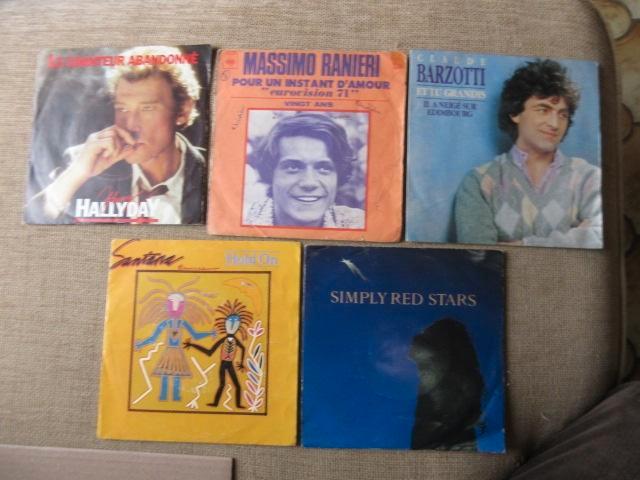 LE CHANTEUR ABANDONNÉ
HALLYDAY
MASSIMO RANIERI
POUR UN INSTANT D'AMOUR
"eurovision 71"
VINGT ANS
CLAUDE
BARZOTTI
ET TU GRANDIS
IL A NEIGÉ SUR
EDIMBOURG
Santana
Hold On
SIMPLY RED STARS